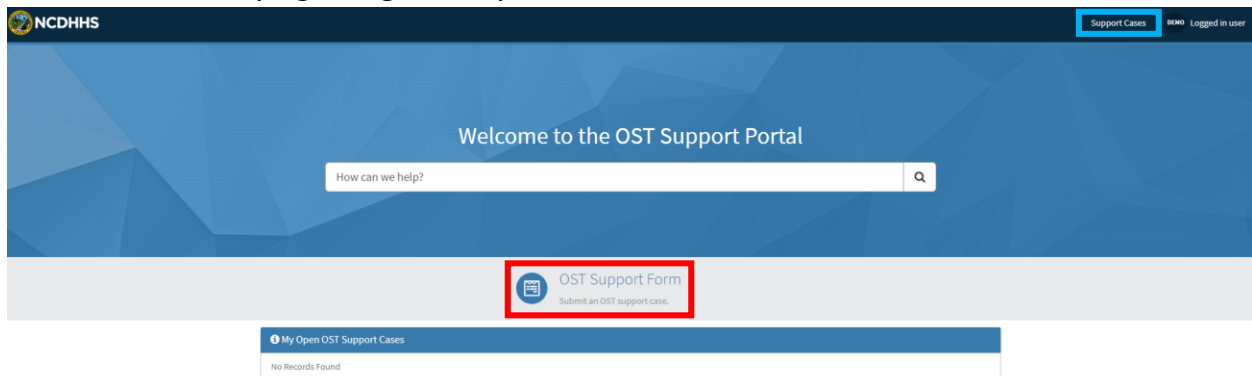 NCDHHS
Support Cases DEMO Logged in user
Welcome to the OST Support Portal
How can we help?
OST Support Form
Submit an OST support case.
My Open OST Support Cases
No Records Found